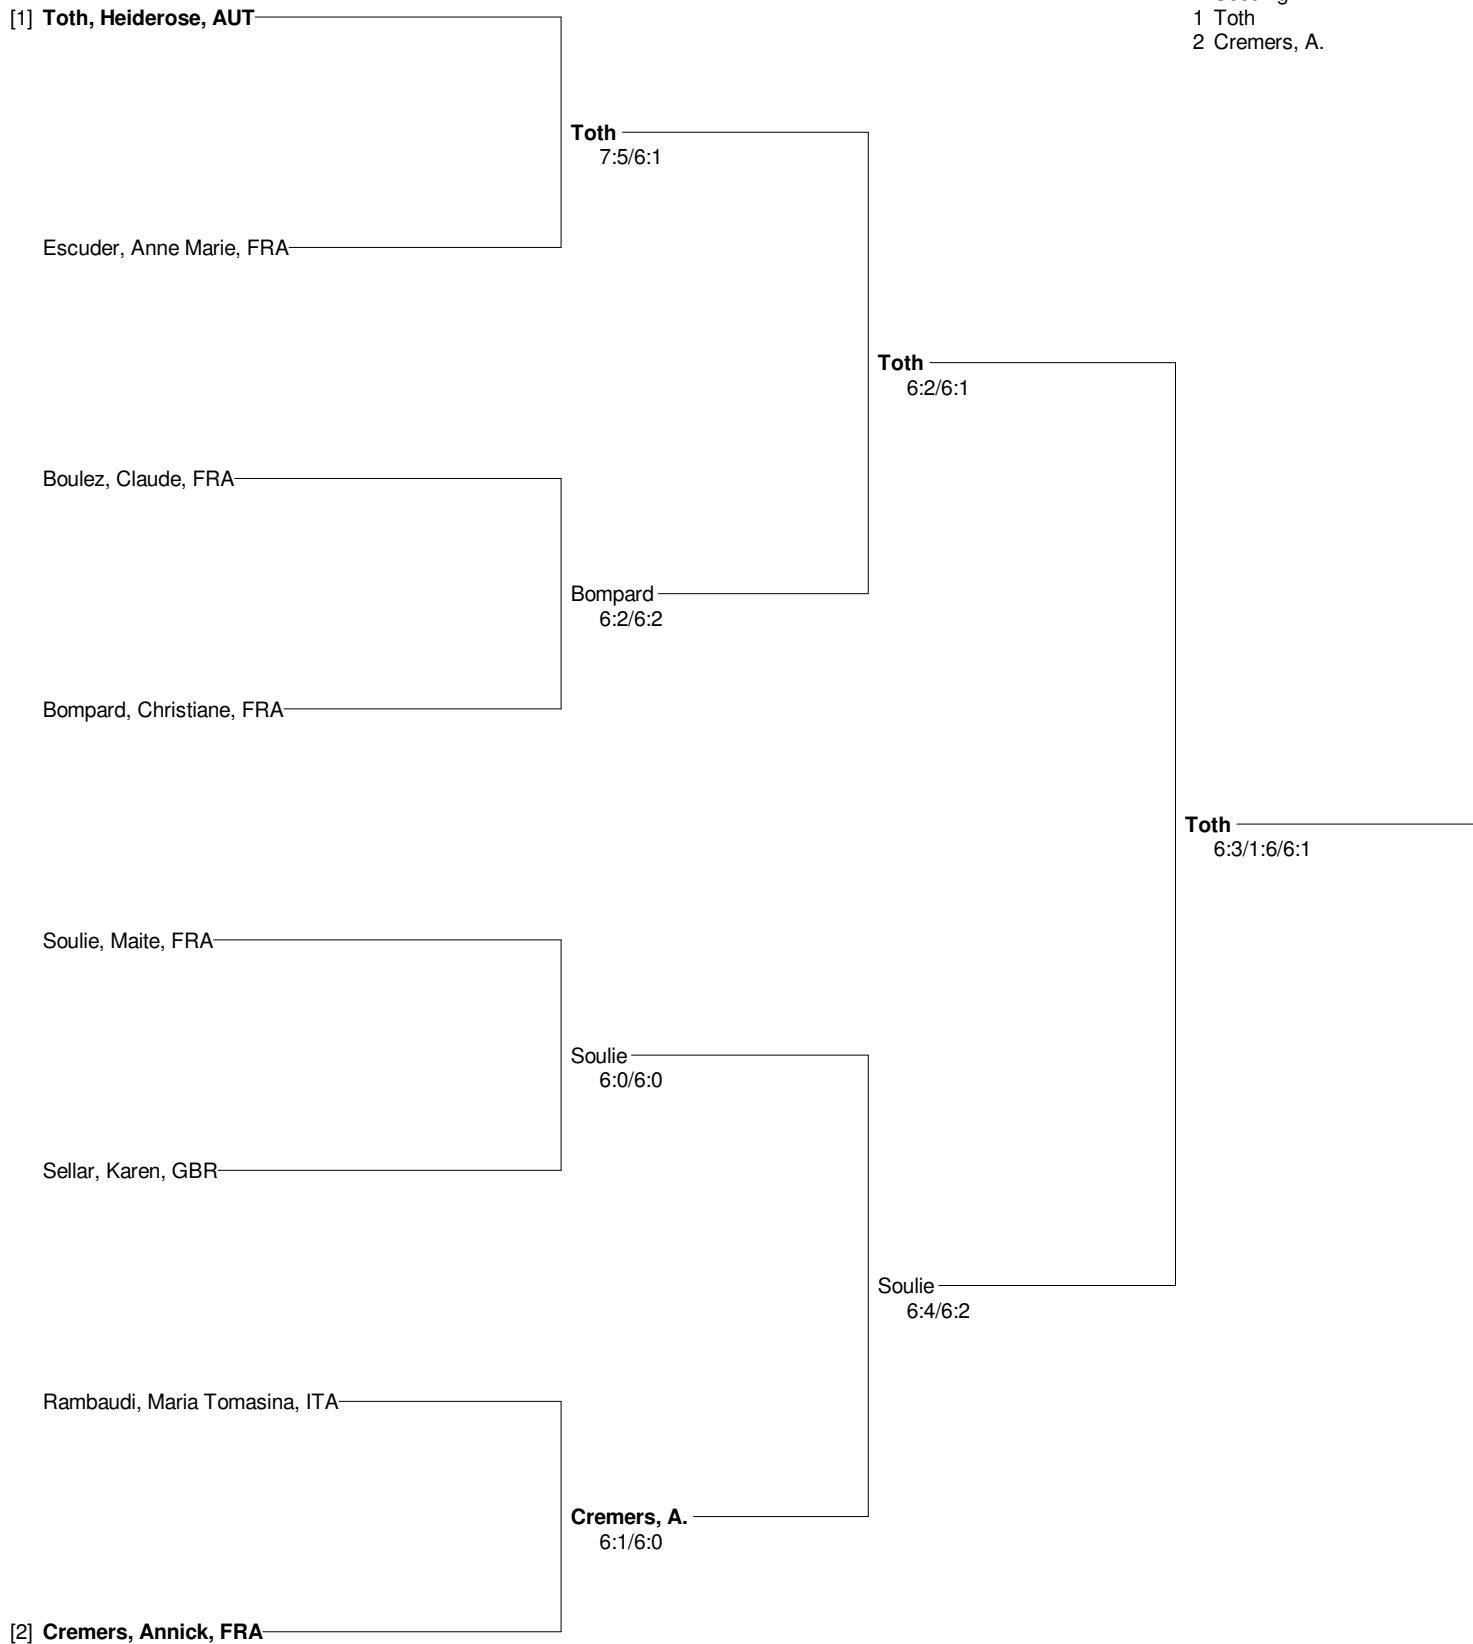 [1] Toth, Heiderose, AUT
1 Toth
2 Cremers, A.
Toth
7:5/6:1
Escuder, Anne Marie, FRA
Toth
6:2/6:1
Boulez, Claude, FRA
Bompard
6:2/6:2
Bompard, Christiane, FRA
Toth
6:3/1:6/6:1
Soulie, Maite, FRA
Soulie
6:0/6:0
Sellar, Karen, GBR
Soulie
6:4/6:2
Rambaudi, Maria Tomasina, ITA
Cremers, A.
6:1/6:0
[2] Cremers, Annick, FRA